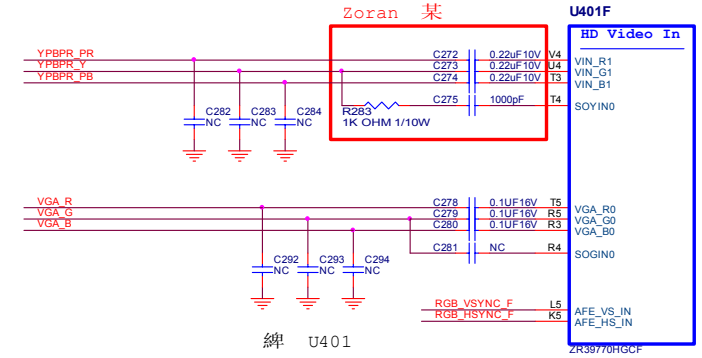 Zoran 某
U401F
HD Video In
YPBPR_PR
YPBPR_Y
YPBPR_PB
C272 0.22uF10V V4 VIN_R1
C273 0.22uF10V U4 VIN_G1
C274 0.22uF10V T3 VIN_B1
C275 1000pF T4 SOYIN0
R283
1K OHM 1/10W
C282 C283 C284
NC NC NC
VGA_R
VGA_G
VGA_B
C278 0.1UF16V T5 VGA_R0
C279 0.1UF16V R5 VGA_G0
C280 0.1UF16V R3 VGA_B0
C281 NC R4 SOGIN0
C292 C293 C294
NC NC NC
RGB_VSYNC_F L5 AFE_VS_IN
RGB_HSYNC_F K5 AFE_HS_IN
綥 U401
ZR39770HGCF